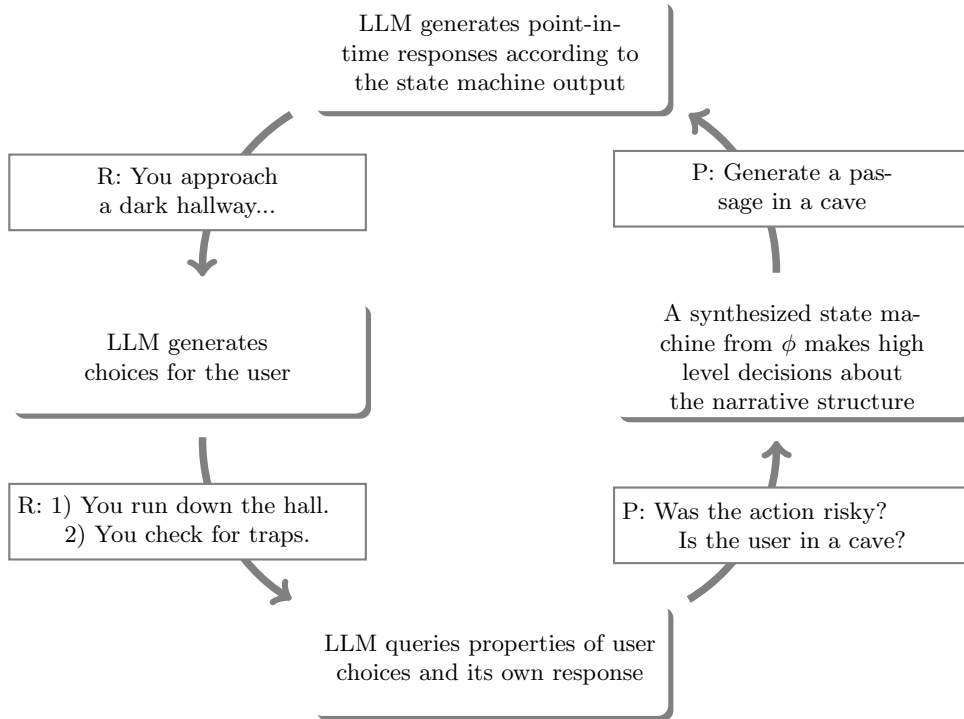 LLM generates point-in-
time responses according to
the state machine output
R: You approach
a dark hallway...
P: Generate a pas-
sage in a cave
LLM generates
choices for the user
A synthesized state ma-
chine from ϕ makes high
level decisions about
the narrative structure
R: 1) You run down the hall.
2) You check for traps.
P: Was the action risky?
Is the user in a cave?
LLM queries properties of user
choices and its own response